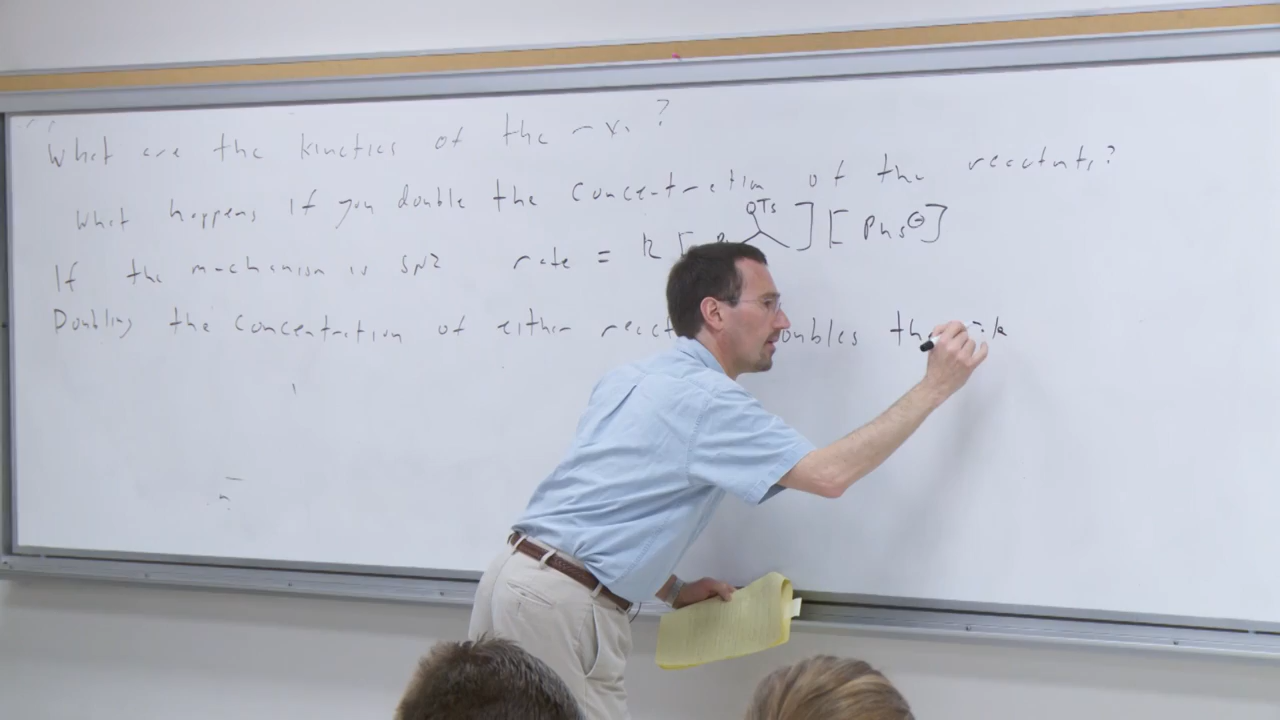 What are the kinetics of the rxn?
What happens if you double the concentration of the reactants?
If the mechanism is SN2 rate = k [ OTs ] [ PhS⊖ ]
Doubling the concentration of either doubles the rate